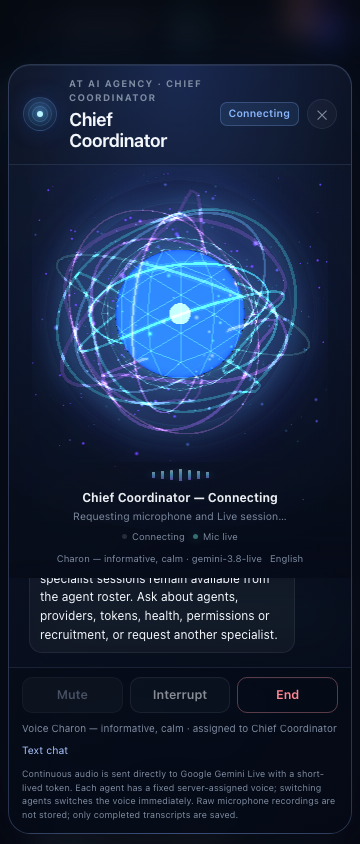 AT AI AGENCY · CHIEF
COORDINATOR
Chief
Coordinator
Connecting
Chief Coordinator — Connecting
Requesting microphone and Live session...
Connecting
Mic live
Charon — informative, calm · gemini-3.8-live English
specialist sessions remain available from
the agent roster. Ask about agents,
providers, tokens, health, permissions or
recruitment, or request another specialist.
Mute
Interrupt
End
Voice Charon — informative, calm · assigned to Chief Coordinator
Text chat
Continuous audio is sent directly to Google Gemini Live with a short-
lived token. Each agent has a fixed server-assigned voice; switching
agents switches the voice immediately. Raw microphone recordings are
not stored; only completed transcripts are saved.